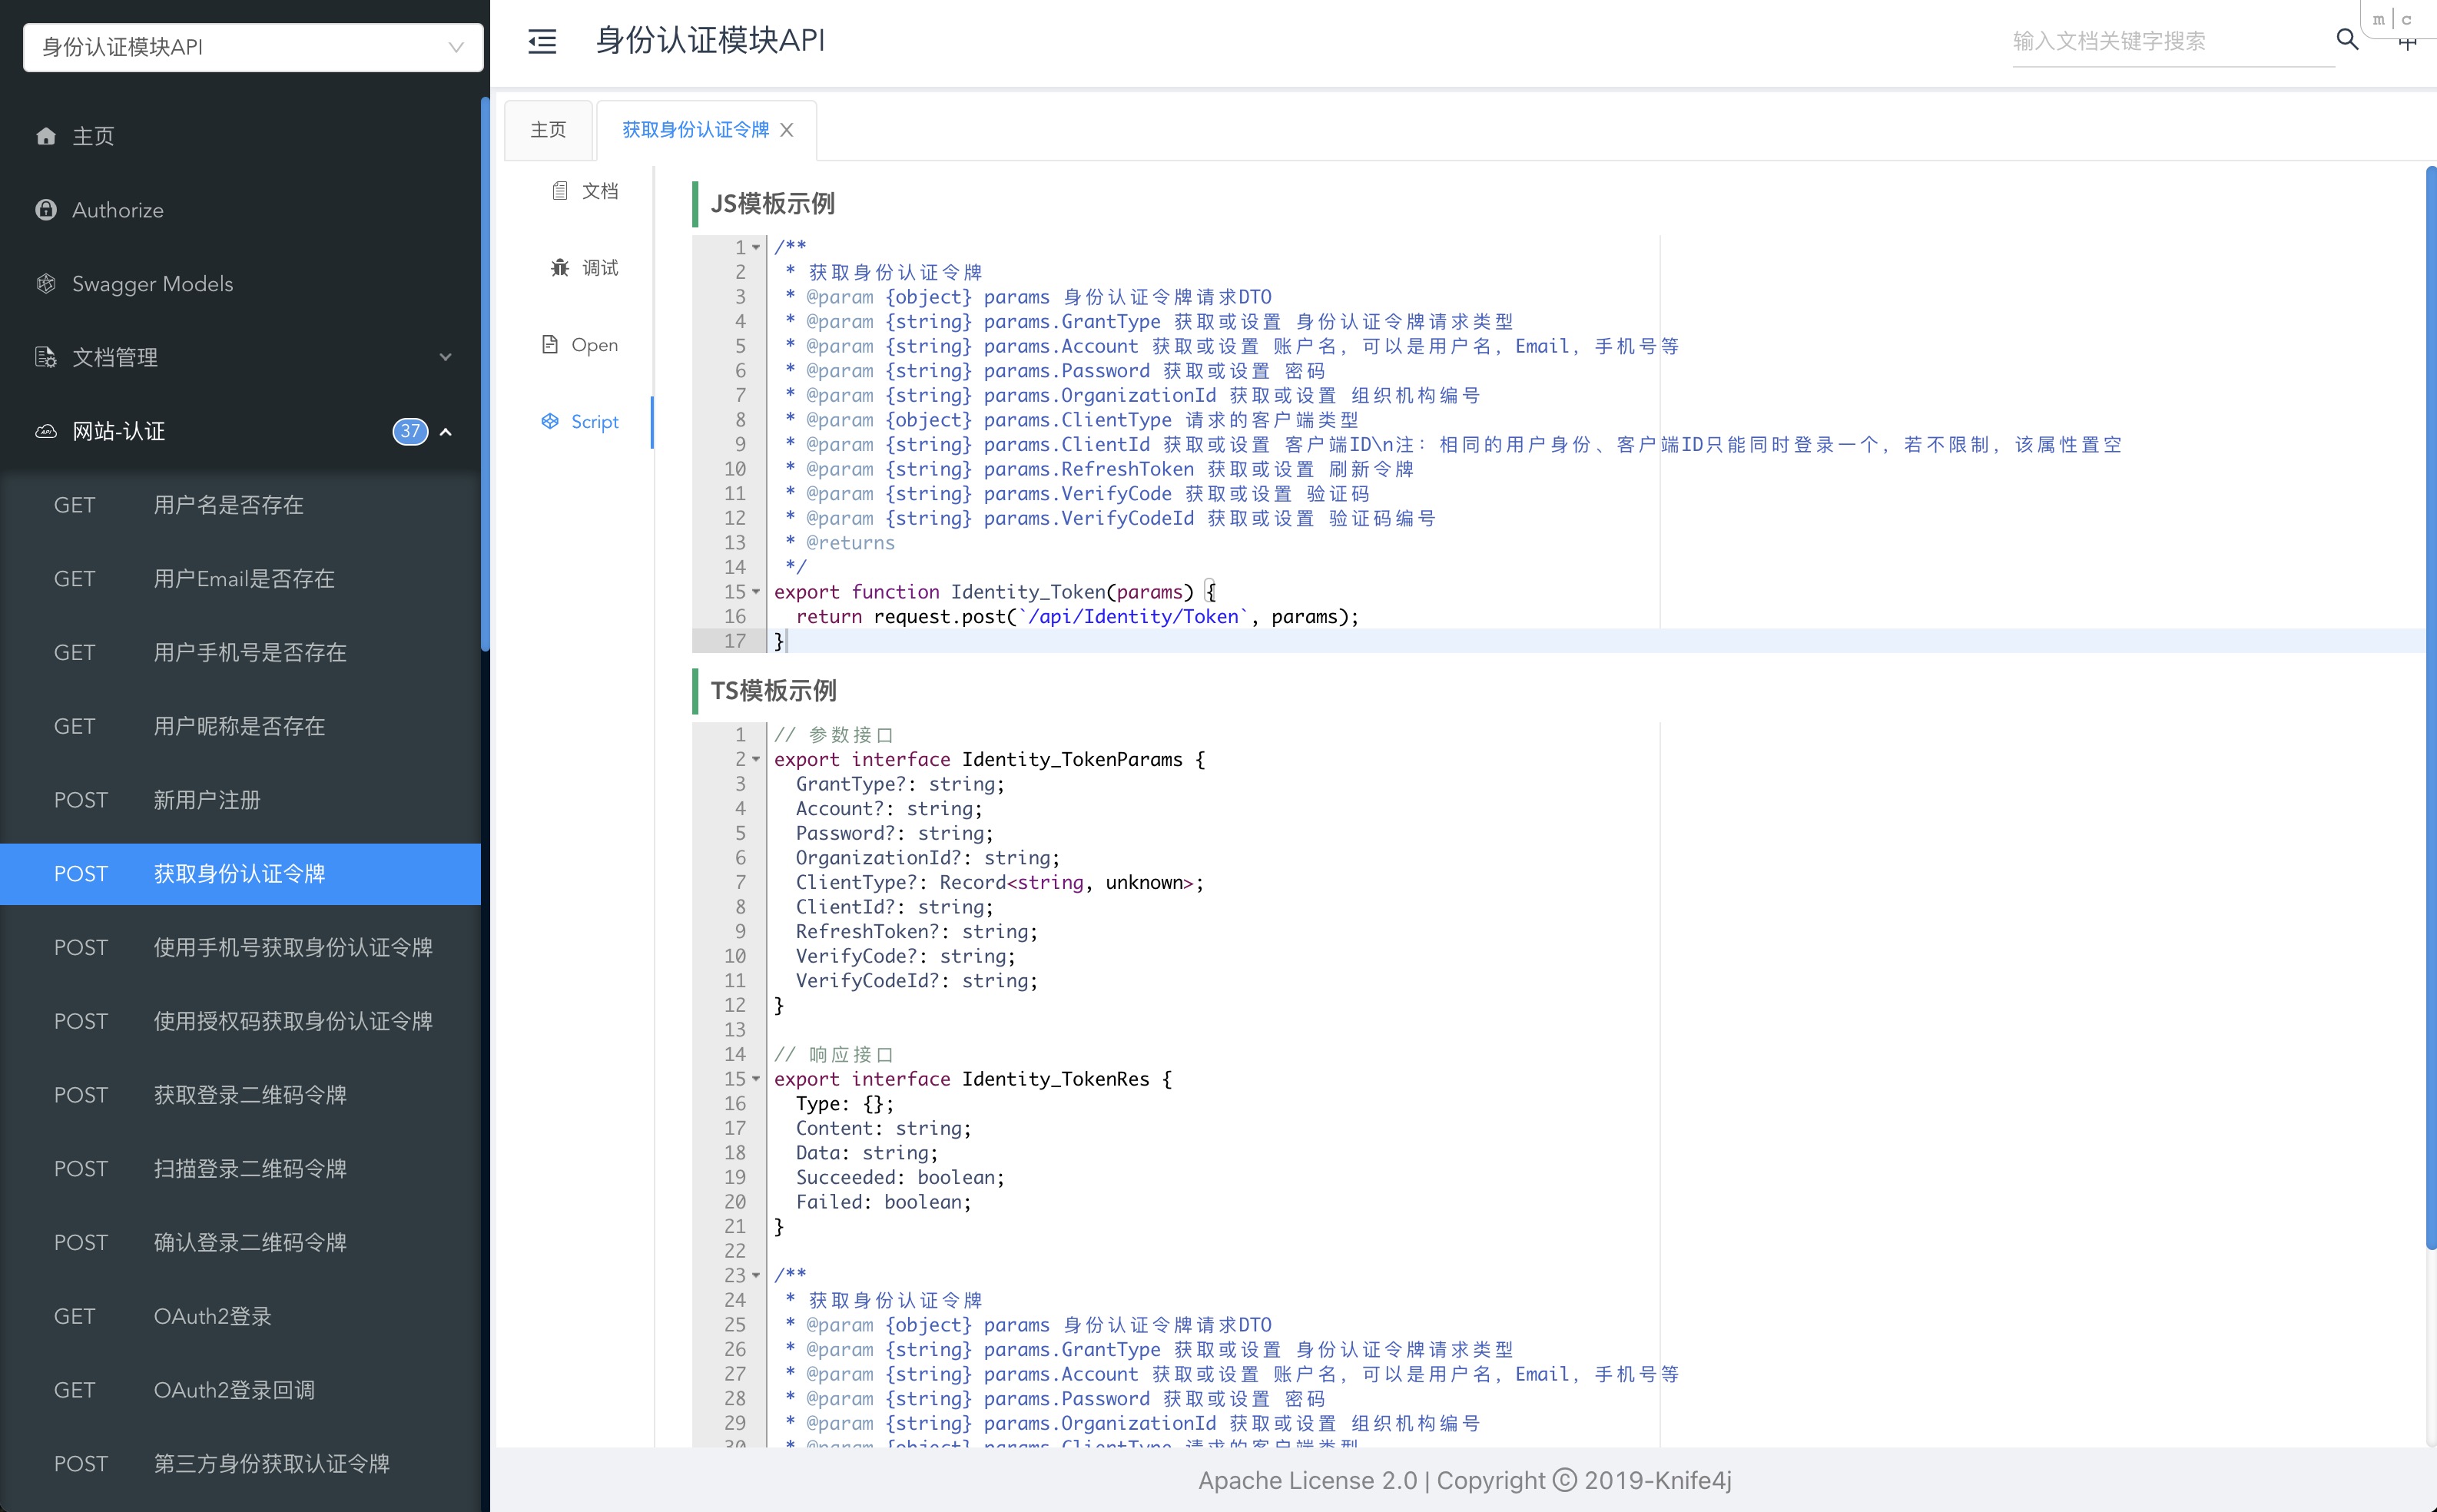 身份认证模块API
主页
Authorize
Swagger Models
文档管理
网站-认证 37
GET 用户名是否存在
GET 用户Email是否存在
GET 用户手机号是否存在
GET 用户昵称是否存在
POST 新用户注册
POST 获取身份认证令牌
POST 使用手机号获取身份认证令牌
POST 使用授权码获取身份认证令牌
POST 获取登录二维码令牌
POST 扫描登录二维码令牌
POST 确认登录二维码令牌
GET OAuth2登录
GET OAuth2登录回调
POST 第三方身份获取认证令牌
身份认证模块API
输入文档关键字搜索
m|c
主页 获取身份认证令牌
文档
调试
Open
Script
JS模板示例
1 /**
2  * 获取身份认证令牌
3  * @param {object} params 身份认证令牌请求DTO
4  * @param {string} params.GrantType 获取或设置 身份认证令牌请求类型
5  * @param {string} params.Account 获取或设置 账户名，可以是用户名，Email，手机号等
6  * @param {string} params.Password 获取或设置 密码
7  * @param {string} params.OrganizationId 获取或设置 组织机构编号
8  * @param {object} params.ClientType 请求的客户端类型
9  * @param {string} params.ClientId 获取或设置 客户端ID\n注：相同的用户身份、客户端ID只能同时登录一个，若不限制，该属性置空
10  * @param {string} params.RefreshToken 获取或设置 刷新令牌
11  * @param {string} params.VerifyCode 获取或设置 验证码
12  * @param {string} params.VerifyCodeId 获取或设置 验证码编号
13  * @returns
14  */
15 export function Identity_Token(params) {
16   return request.post(`/api/Identity/Token`, params);
17 }
TS模板示例
1 // 参数接口
2 export interface Identity_TokenParams {
3   GrantType?: string;
4   Account?: string;
5   Password?: string;
6   OrganizationId?: string;
7   ClientType?: Record<string, unknown>;
8   ClientId?: string;
9   RefreshToken?: string;
10   VerifyCode?: string;
11   VerifyCodeId?: string;
12 }
13
14 // 响应接口
15 export interface Identity_TokenRes {
16   Type: {};
17   Content: string;
18   Data: string;
19   Succeeded: boolean;
20   Failed: boolean;
21 }
22
23 /**
24  * 获取身份认证令牌
25  * @param {object} params 身份认证令牌请求DTO
26  * @param {string} params.GrantType 获取或设置 身份认证令牌请求类型
27  * @param {string} params.Account 获取或设置 账户名，可以是用户名，Email，手机号等
28  * @param {string} params.Password 获取或设置 密码
29  * @param {string} params.OrganizationId 获取或设置 组织机构编号
30  * @param {object} params.ClientType 请求的客户端类型
Apache License 2.0 | Copyright © 2019-Knife4j